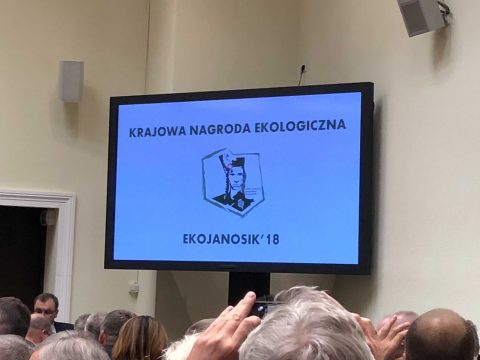 KRAJOWA NAGRODA EKOLOGICZNA
EKOJANOSIK'18